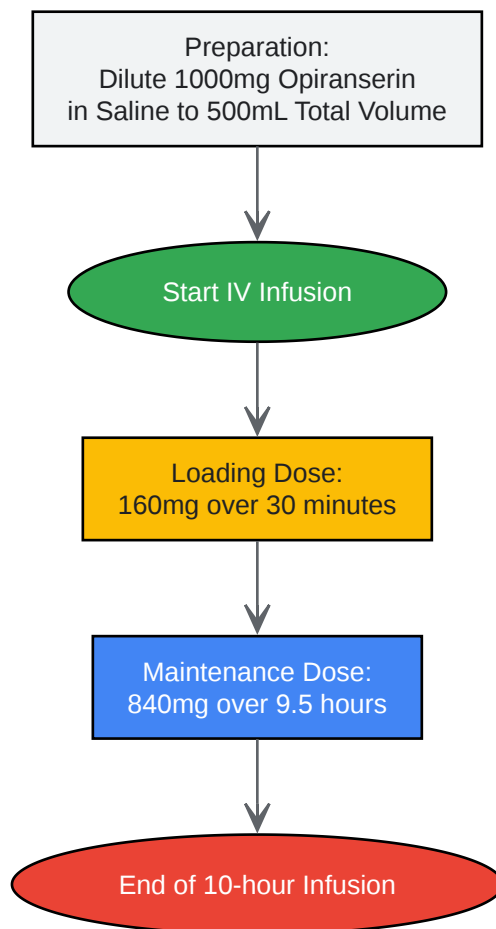 Preparation:
Dilute 1000mg Opiranserin
in Saline to 500mL Total Volume
Start IV Infusion
Loading Dose:
160mg over 30 minutes
Maintenance Dose:
840mg over 9.5 hours
End of 10-hour Infusion